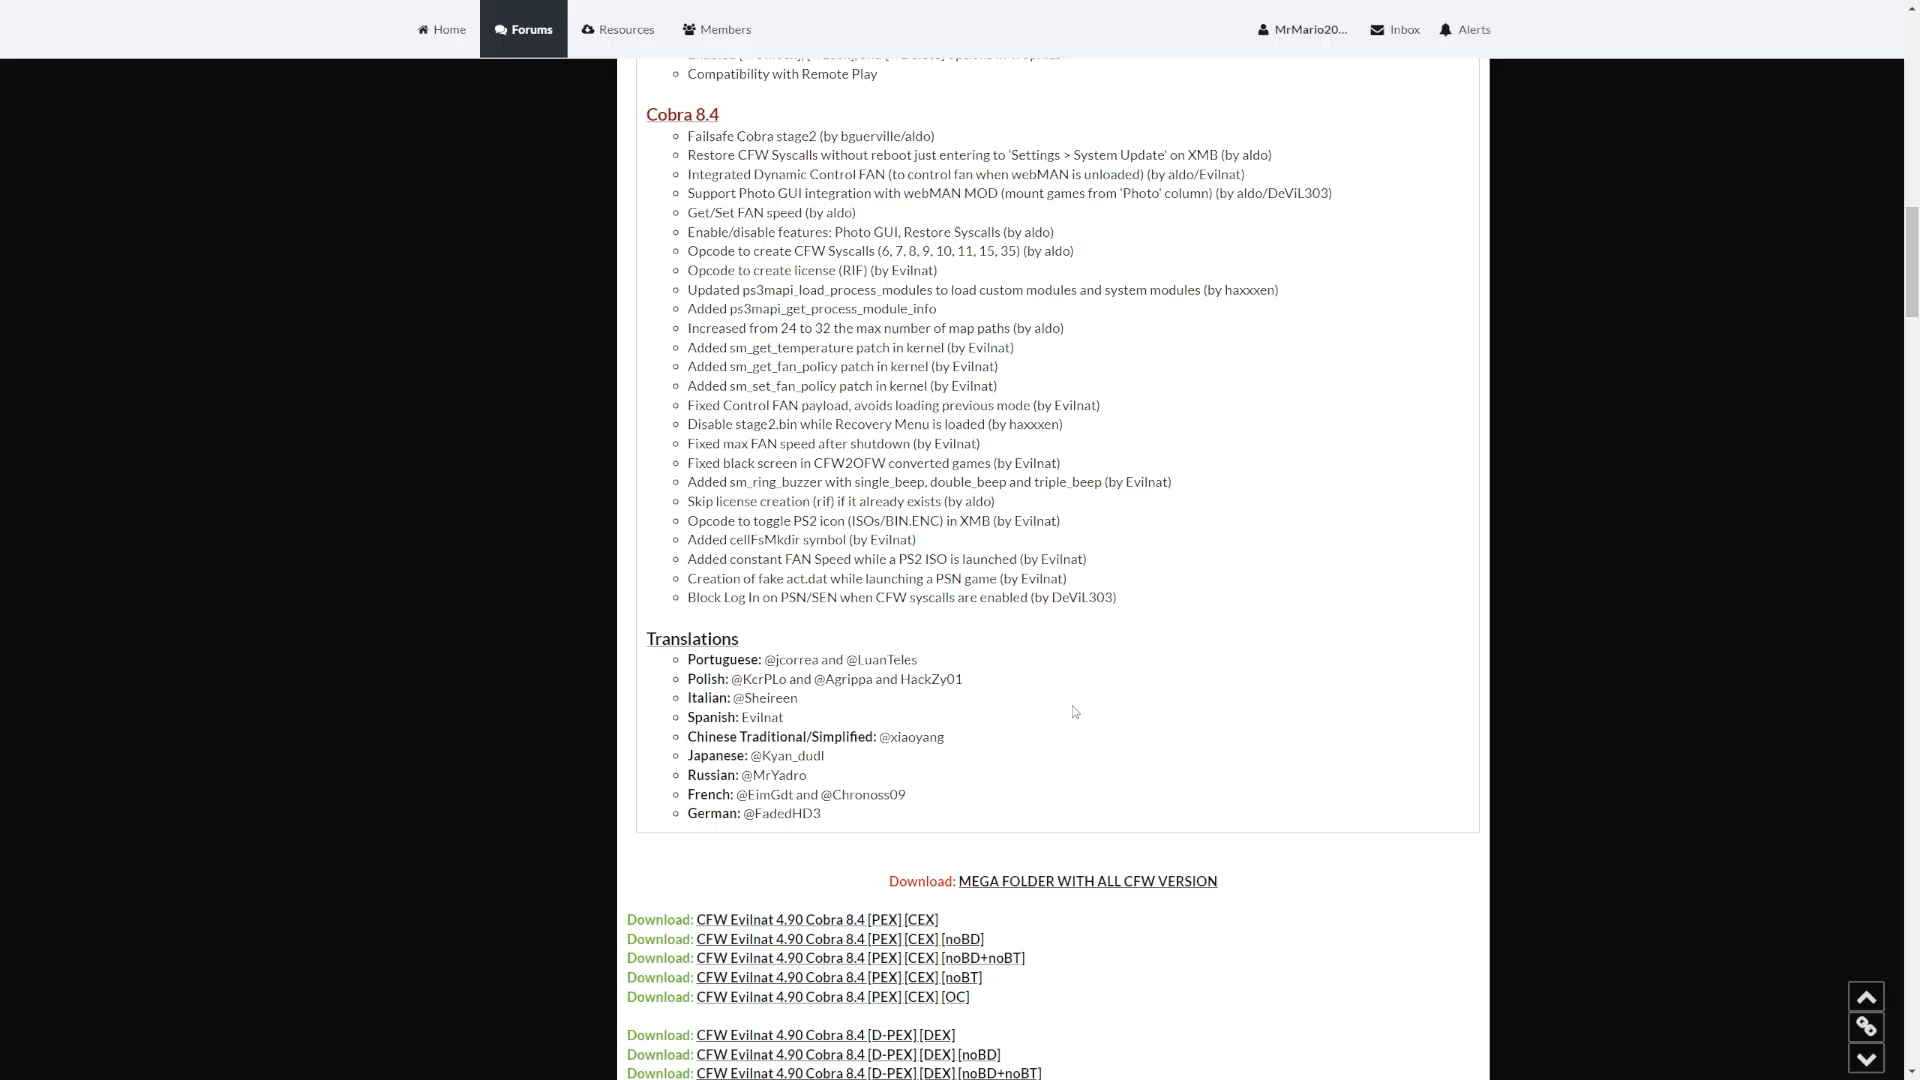 Home
Forums
Resources
Members
MrMario20...
Inbox
Alerts
Compatibility with Remote Play
Cobra 8.4
Failsafe Cobra stage2 (by bguerville/aldo)
Restore CFW Syscalls without reboot just entering to 'Settings > System Update' on XMB (by aldo)
Integrated Dynamic Control FAN (to control fan when webMAN is unloaded) (by aldo/Evilnat)
Support Photo GUI integration with webMAN MOD (mount games from 'Photo' column) (by aldo/DeViL303)
Get/Set FAN speed (by aldo)
Enable/disable features: Photo GUI, Restore Syscalls (by aldo)
Opcode to create CFW Syscalls (6, 7, 8, 9, 10, 11, 15, 35) (by aldo)
Opcode to create license (RIF) (by Evilnat)
Updated ps3mapi_load_process_modules to load custom modules and system modules (by haxxxen)
Added ps3mapi_get_process_module_info
Increased from 24 to 32 the max number of map paths (by aldo)
Added sm_get_temperature patch in kernel (by Evilnat)
Added sm_get_fan_policy patch in kernel (by Evilnat)
Added sm_set_fan_policy patch in kernel (by Evilnat)
Fixed Control FAN payload, avoids loading previous mode (by Evilnat)
Disable stage2.bin while Recovery Menu is loaded (by haxxxen)
Fixed max FAN speed after shutdown (by Evilnat)
Fixed black screen in CFW2OFW converted games (by Evilnat)
Added sm_ring_buzzer with single_beep, double_beep and triple_beep (by Evilnat)
Skip license creation (rif) if it already exists (by aldo)
Opcode to toggle PS2 icon (ISOs/BIN.ENC) in XMB (by Evilnat)
Added cellFsMkdir symbol (by Evilnat)
Added constant FAN Speed while a PS2 ISO is launched (by Evilnat)
Creation of fake act.dat while launching a PSN game (by Evilnat)
Block Log In on PSN/SEN when CFW syscalls are enabled (by DeViL303)
Translations
Portuguese: @jcorrea and @LuanTeles
Polish: @KcrPLo and @Agrippa and HackZy01
Italian: @Sheireen
Spanish: Evilnat
Chinese Traditional/Simplified: @xiaoyang
Japanese: @Kyan_dudl
Russian: @MrYadro
French: @EimGdt and @Chronoss09
German: @FadedHD3
Download: MEGA FOLDER WITH ALL CFW VERSION
Download: CFW Evilnat 4.90 Cobra 8.4 [PEX] [CEX]
Download: CFW Evilnat 4.90 Cobra 8.4 [PEX] [CEX] [noBD]
Download: CFW Evilnat 4.90 Cobra 8.4 [PEX] [CEX] [noBD+noBT]
Download: CFW Evilnat 4.90 Cobra 8.4 [PEX] [CEX] [noBT]
Download: CFW Evilnat 4.90 Cobra 8.4 [PEX] [CEX] [OC]
Download: CFW Evilnat 4.90 Cobra 8.4 [D-PEX] [DEX]
Download: CFW Evilnat 4.90 Cobra 8.4 [D-PEX] [DEX] [noBD]
Download: CFW Evilnat 4.90 Cobra 8.4 [D-PEX] [DEX] [noBD+noBT]